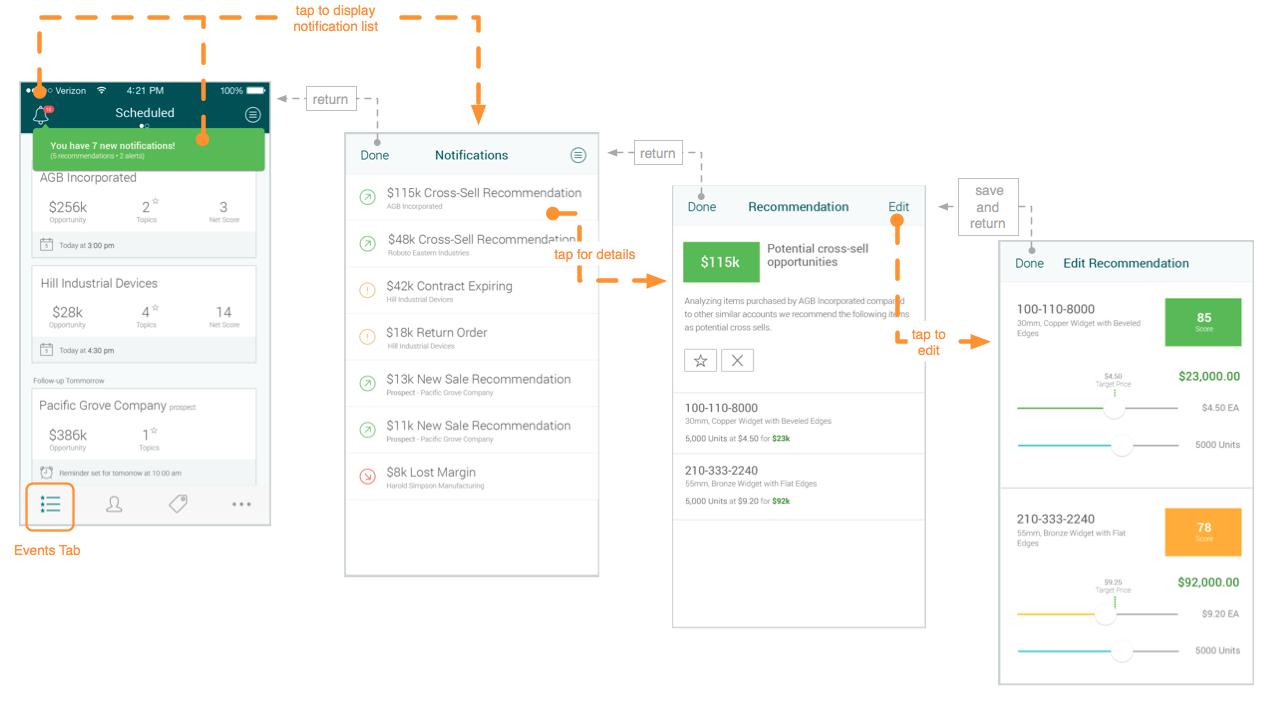 tap to display
notification list
Verizon
4:21 PM
100%
Scheduled
You have 7 new notifications!
(5 recommendations • 2 alerts)
AGB Incorporated
$256k
2
3
Opportunity
Topics
Net Score
5
Today at 3:00 pm
Hill Industrial Devices
$28k
4
14
Opportunity
Topics
Net Score
5
Today at 4:30 pm
Follow-up Tommorrow
Pacific Grove Company prospect
$386k
1
Opportunity
Topics
Reminder set for tomorrow at 10:00 am
Events Tab
return
Done
Notifications
$115k Cross-Sell Recommendation
AGB Incorporated
$48k Cross-Sell Recommendation
Roboto Eastern Industries
$42k Contract Expiring
Hill Industrial Devices
$18k Return Order
Hill Industrial Devices
$13k New Sale Recommendation
Prospect - Pacific Grove Company
$11k New Sale Recommendation
Prospect - Pacific Grove Company
$8k Lost Margin
Harold Simpson Manufacturing
tap for details
return
Done
Recommendation
Edit
$115k
Potential cross-sell
opportunities
Analyzing items purchased by AGB Incorporated compared
to other similar accounts we recommend the following items
as potential cross sells.
100-110-8000
30mm, Copper Widget with Beveled Edges
5,000 Units at $4.50 for $23k
210-333-2240
55mm, Bronze Widget with Flat Edges
5,000 Units at $9.20 for $92k
tap to
edit
save
and
return
Done
Edit Recommendation
100-110-8000
30mm, Copper Widget with Beveled
Edges
85
Score
$4.50
Target Price
$23,000.00
$4.50 EA
5000 Units
210-333-2240
55mm, Bronze Widget with Flat
Edges
78
Score
$9.25
Target Price
$92,000.00
$9.20 EA
5000 Units